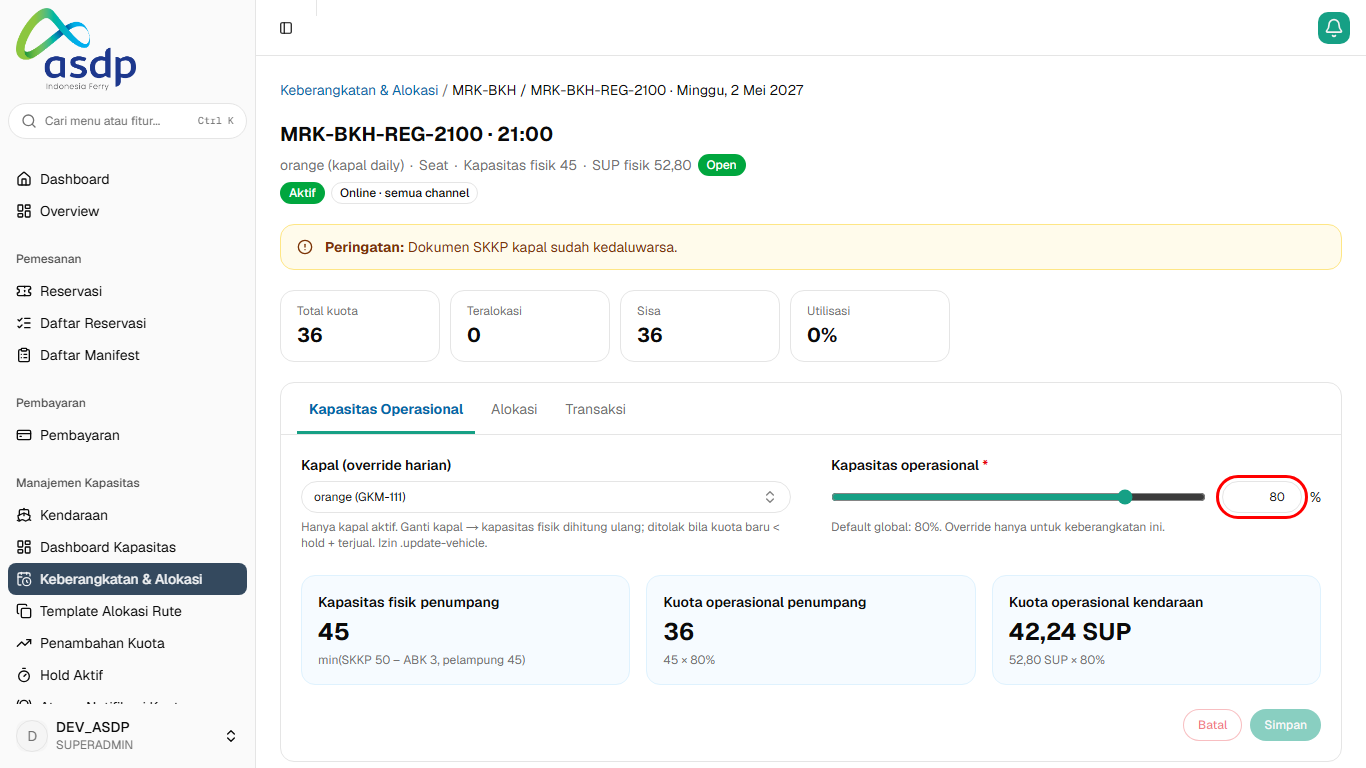 asdp
Indonesia Ferry
Cari menu atau fitur... Ctrl K
Dashboard
Overview
Pemesanan
Reservasi
Daftar Reservasi
Daftar Manifest
Pembayaran
Pembayaran
Manajemen Kapasitas
Kendaraan
Dashboard Kapasitas
Keberangkatan & Alokasi
Template Alokasi Rute
Penambahan Kuota
Hold Aktif
D
DEV_ASDP
SUPERADMIN
Keberangkatan & Alokasi / MRK-BKH / MRK-BKH-REG-2100 · Minggu, 2 Mei 2027
MRK-BKH-REG-2100 · 21:00
orange (kapal daily) · Seat · Kapasitas fisik 45 · SUP fisik 52,80 Open
Aktif Online · semua channel
Peringatan: Dokumen SKKP kapal sudah kedaluwarsa.
Total kuota
36
Teralokasi
0
Sisa
36
Utilisasi
0%
Kapasitas Operasional Alokasi Transaksi
Kapal (override harian)
orange (GKM-111)
Hanya kapal aktif. Ganti kapal → kapasitas fisik dihitung ulang; ditolak bila kuota baru <
hold + terjual. Izin .update-vehicle.
Kapasitas operasional *
80 %
Default global: 80%. Override hanya untuk keberangkatan ini.
Kapasitas fisik penumpang
45
min(SKKP 50 – ABK 3, pelampung 45)
Kuota operasional penumpang
36
45 × 80%
Kuota operasional kendaraan
42,24 SUP
52,80 SUP × 80%
Batal Simpan